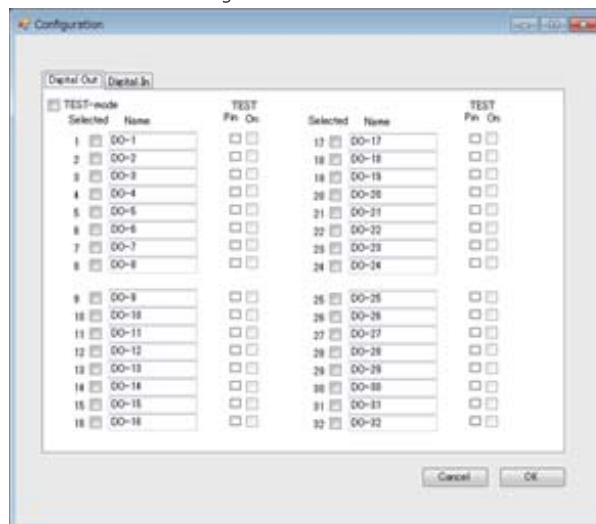 Configuration
Digital Out Digital In
TEST-mode
Selected Name TEST Pin On Selected Name TEST Pin On
1 DO-1 17 DO-17
2 DO-2 18 DO-18
3 DO-3 19 DO-19
4 DO-4 20 DO-20
5 DO-5 21 DO-21
6 DO-6 22 DO-22
7 DO-7 23 DO-23
8 DO-8 24 DO-24
9 DO-9 25 DO-25
10 DO-10 26 DO-26
11 DO-11 27 DO-27
12 DO-12 28 DO-28
13 DO-13 29 DO-29
14 DO-14 30 DO-30
15 DO-15 31 DO-31
16 DO-16 32 DO-32
Cancel OK